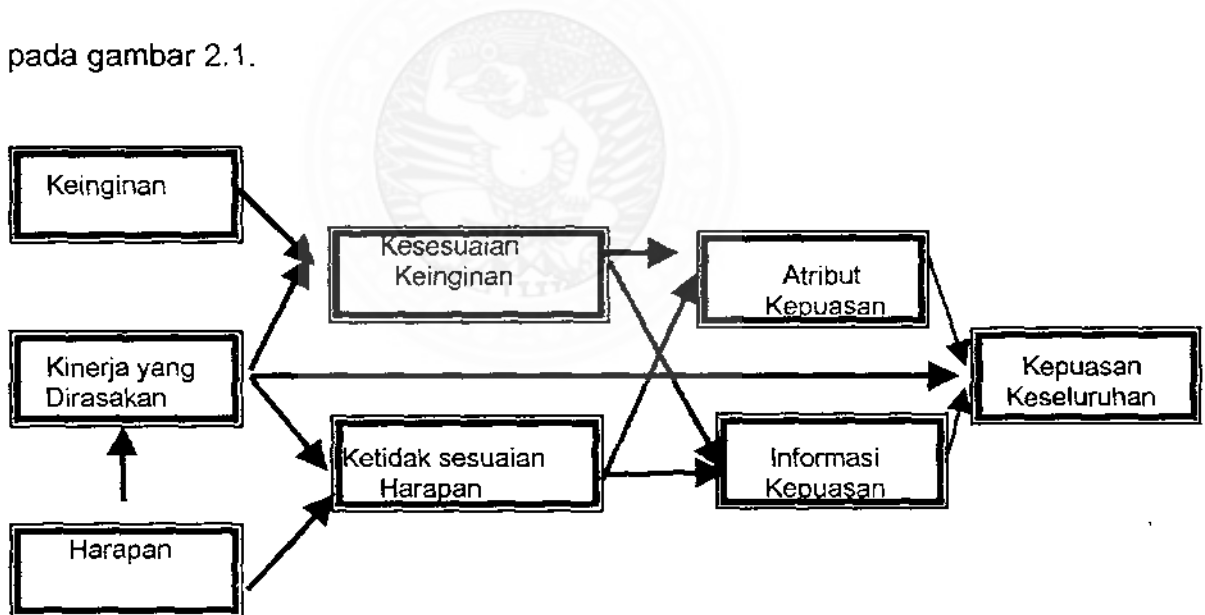 pada gambar 2.1.
Keinginan
Kesesuaian
Keinginan
Atribut
Kepuasan
Kinerja yang
Dirasakan
Kepuasan
Keseluruhan
Ketidak sesuaian
Harapan
Informasi
Kepuasan
Harapan